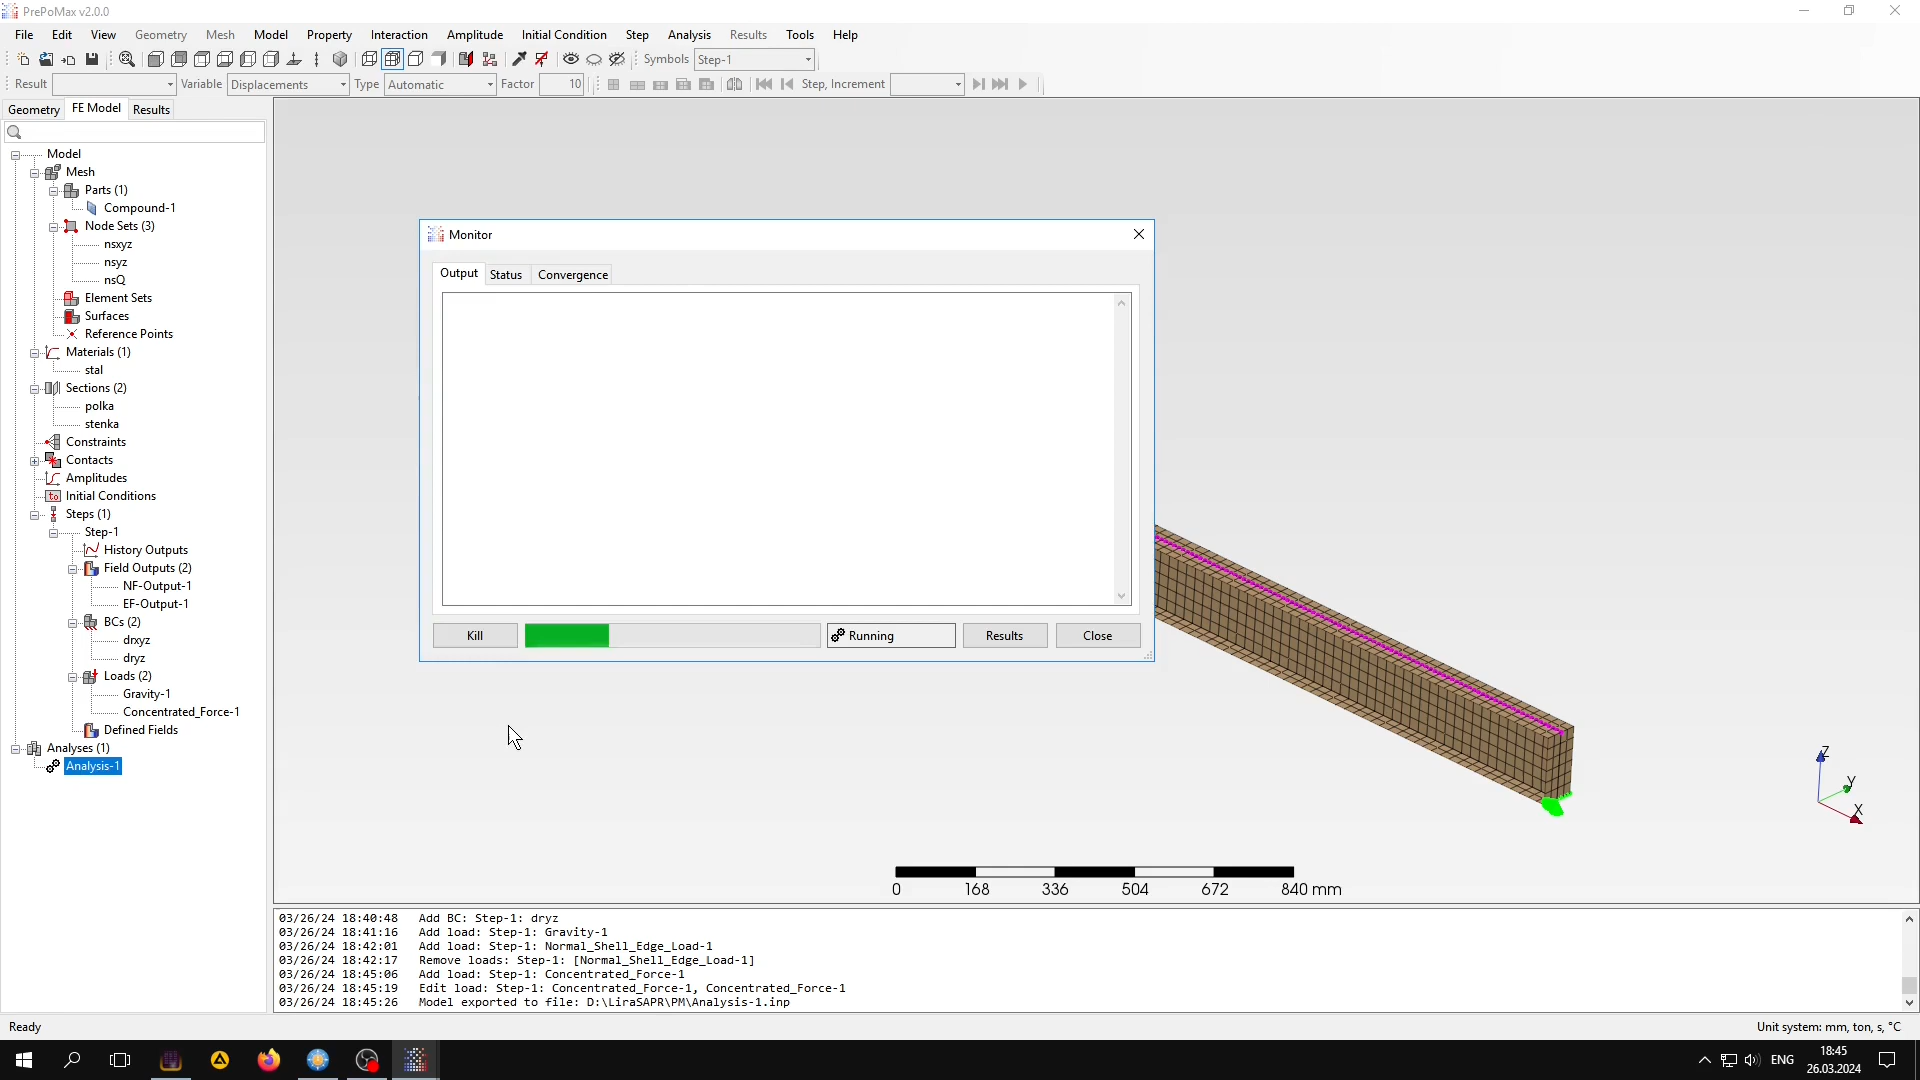 PrePoMax v2.0.0
File Edit View Geometry Mesh Model Property Interaction Amplitude Initial Condition Step Analysis Results Tools Help
Symbols Step-1
Result Variable Displacements Type Automatic Factor 10 Step, Increment
Geometry FE Model Results
Model
Mesh
Parts (1)
Compound-1
Node Sets (3)
nsxyz
nsyz
nsQ
Element Sets
Surfaces
Reference Points
Materials (1)
stal
Sections (2)
polka
stenka
Constraints
Contacts
Amplitudes
Initial Conditions
Steps (1)
Step-1
History Outputs
Field Outputs (2)
NF-Output-1
EF-Output-1
BCs (2)
drxyz
dryz
Loads (2)
Gravity-1
Concentrated_Force-1
Defined Fields
Analyses (1)
Analysis-1
Monitor
Output Status Convergence
Kill Running Results Close
Z
Y
X
0 168 336 504 672 840 mm
03/26/24 18:40:48 Add BC: Step-1: dryz
03/26/24 18:41:16 Add load: Step-1: Gravity-1
03/26/24 18:42:01 Add load: Step-1: Normal_Shell_Edge_Load-1
03/26/24 18:42:17 Remove loads: Step-1: [Normal_Shell_Edge_Load-1]
03/26/24 18:45:06 Add load: Step-1: Concentrated_Force-1
03/26/24 18:45:19 Edit load: Step-1: Concentrated_Force-1, Concentrated_Force-1
03/26/24 18:45:26 Model exported to file: D:\LiraSAPR\PM\Analysis-1.inp
Ready Unit system: mm, ton, s, °C
ENG
18:45
26.03.2024